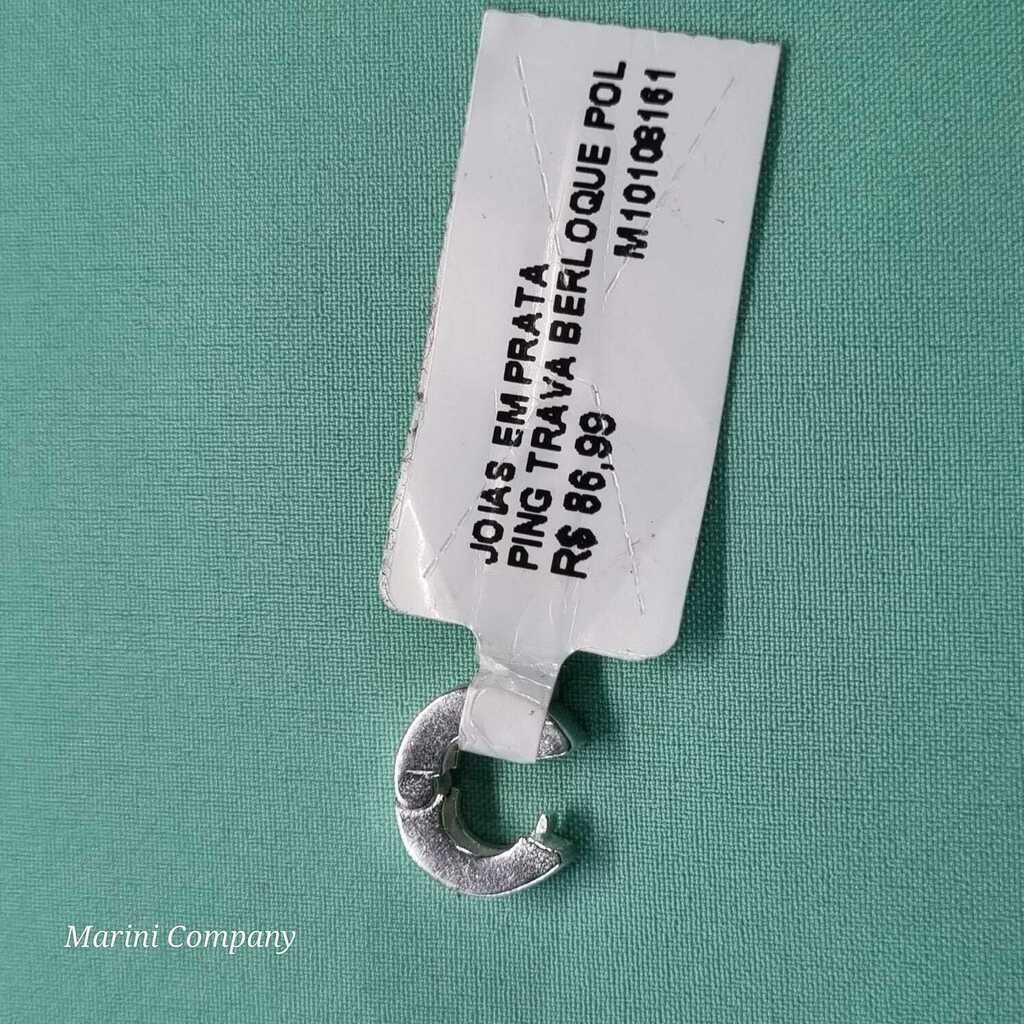 JOIAS EM PRATA
PING TRAVA BERLOQUE POL
R$ 86,99
M10108161
Marini Company